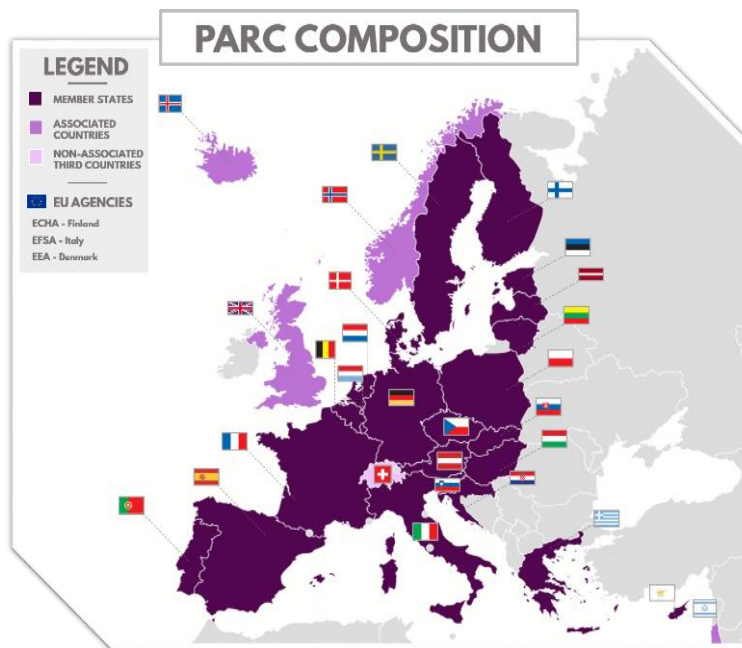 PARC COMPOSITION
LEGEND
MEMBER STATES
ASSOCIATED
COUNTRIES
NON-ASSOCIATED
THIRD COUNTRIES
EU AGENCIES
ECHA - Finland
EFSA - Italy
EEA - Denmark